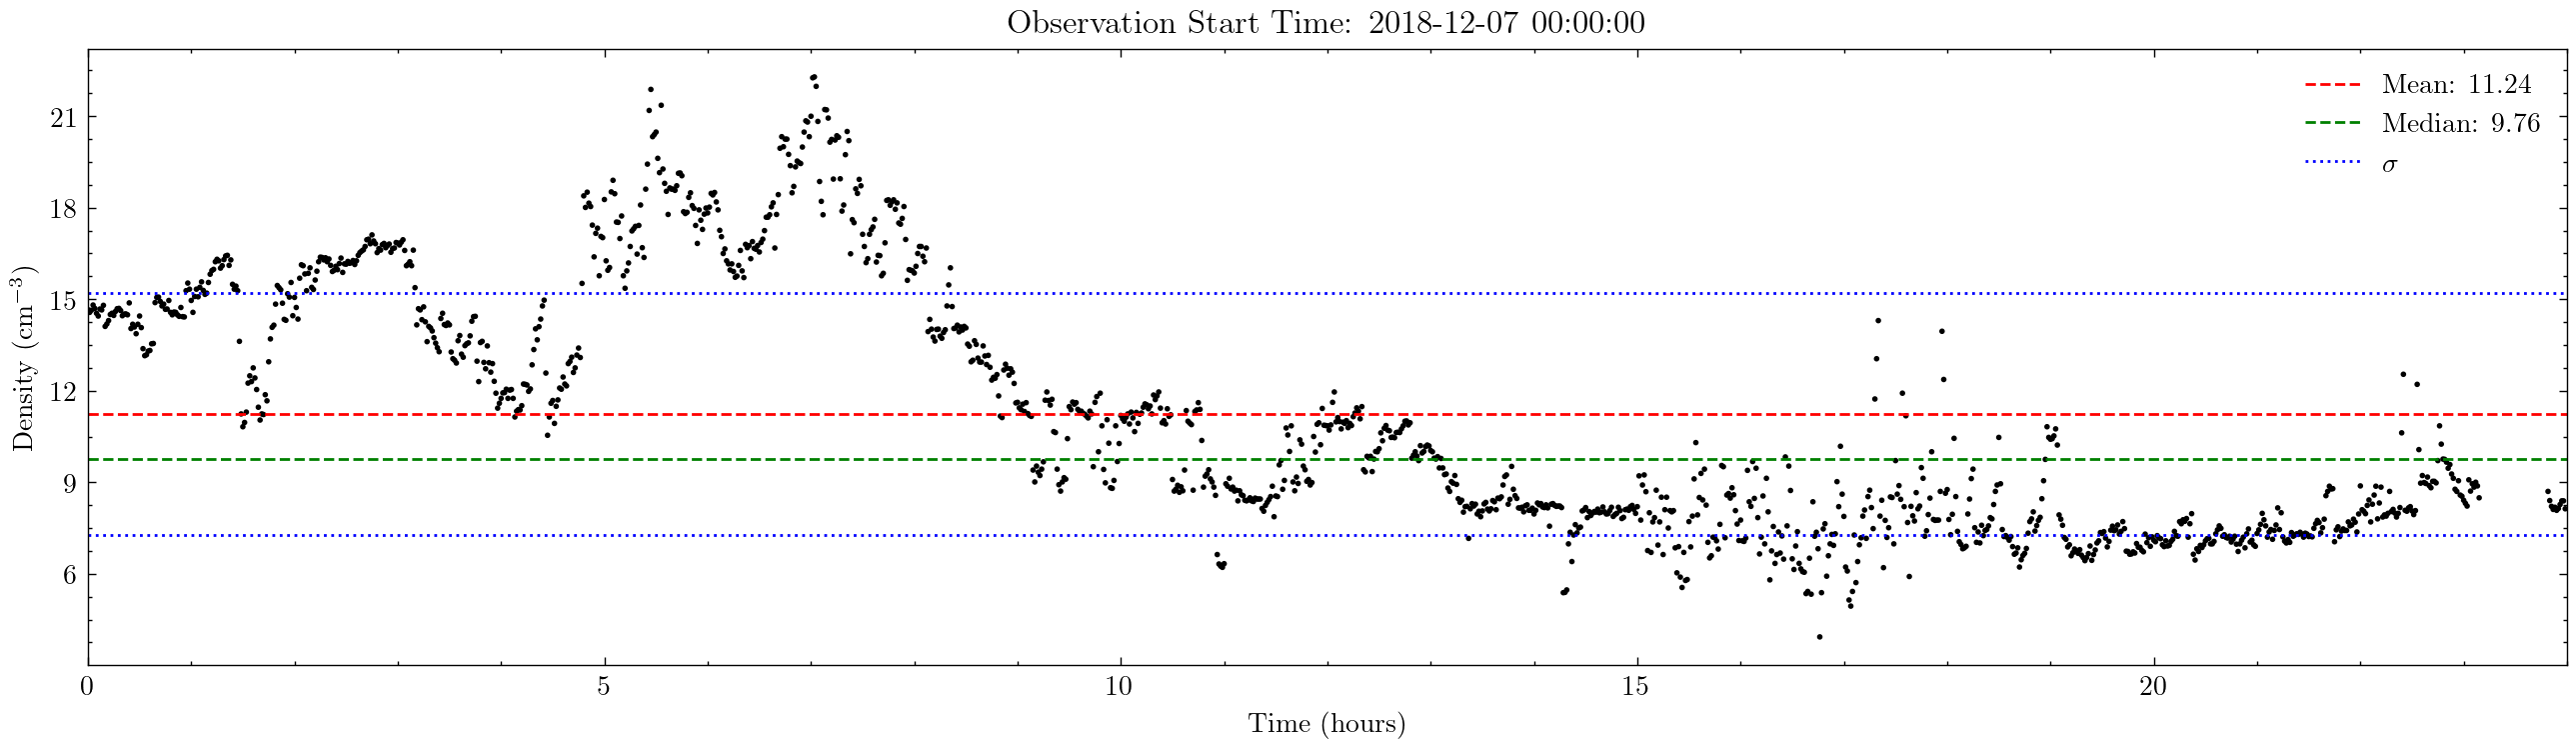 Observation Start Time: 2018-12-07 00:00:00
Mean: 11.24
Median: 9.76
σ
Density (cm⁻³)
21
18
15
12
9
6
0 5 10 15 20
Time (hours)